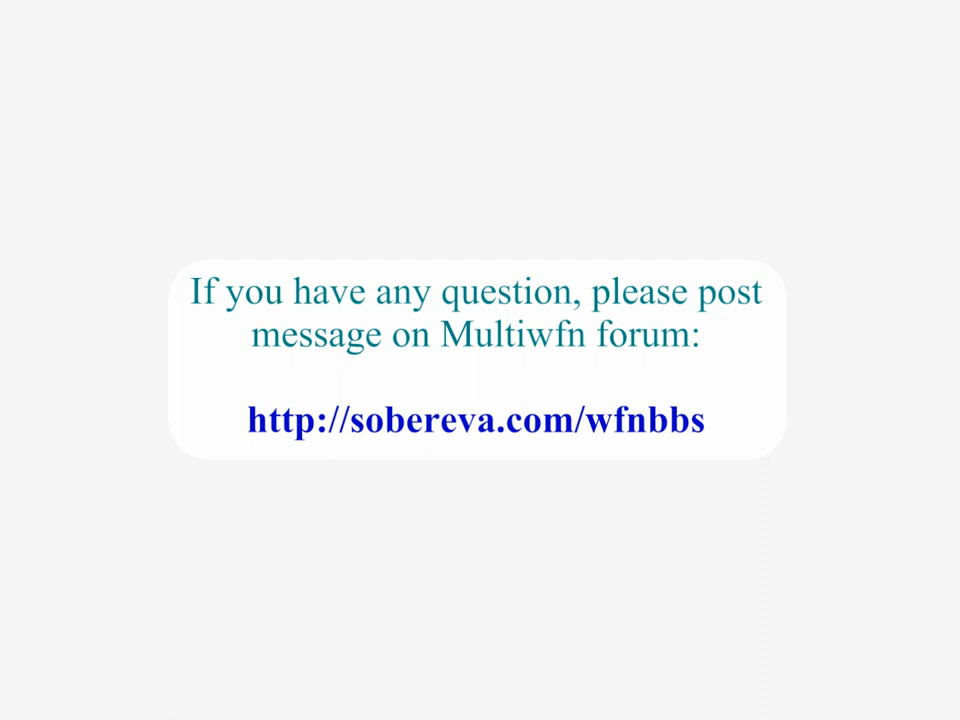 If you have any question, please post
message on Multiwfn forum:
http://sobereva.com/wfnbbs